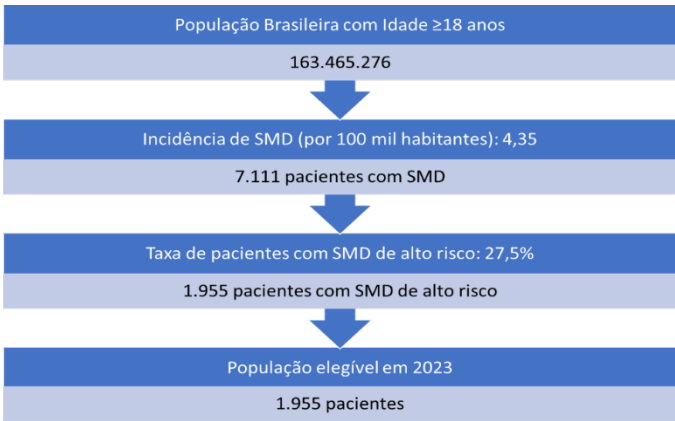 População Brasileira com Idade ≥18 anos
163.465.276
Incidência de SMD (por 100 mil habitantes): 4,35
7.111 pacientes com SMD
Taxa de pacientes com SMD de alto risco: 27,5%
1.955 pacientes com SMD de alto risco
População elegível em 2023
1.955 pacientes